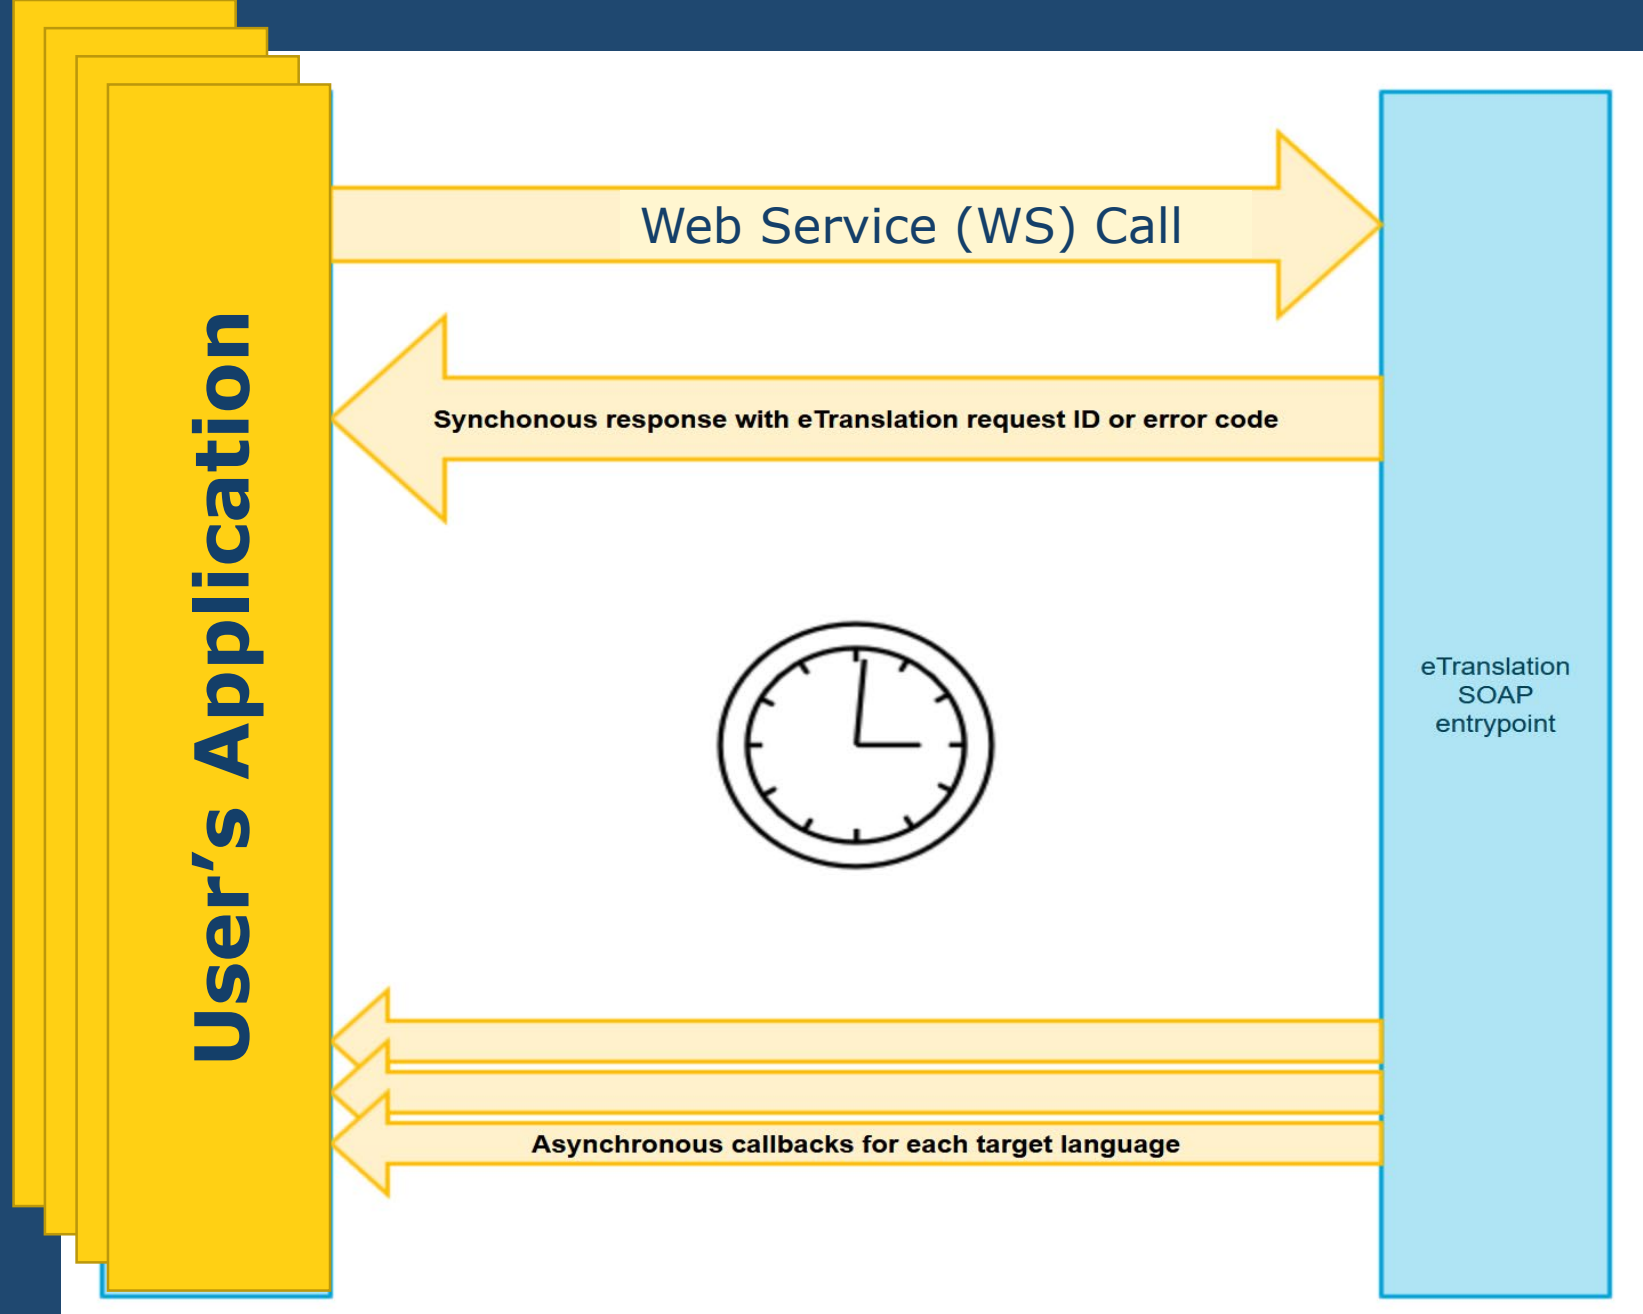 Web Service (WS) Call
Synchonous response with eTranslation request ID or error code
User’s Application
eTranslation
SOAP
entrypoint
Asynchronous callbacks for each target language